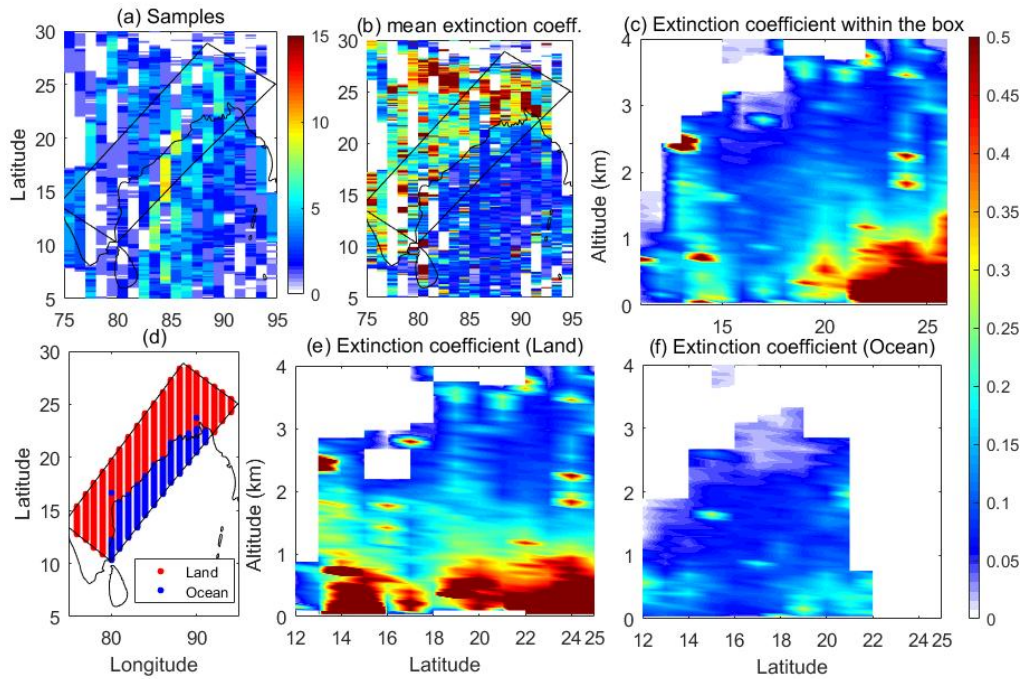 (a) Samples
(b) mean extinction coeff.
(c) Extinction coefficient within the box
30
25
20
15
10
5
Latitude
75 80 85 90 95
15
10
5
0
30
25
20
15
10
5
75 80 85 90 95
4
3
2
1
0
Altitude (km)
15 20 25
0.5
0.45
0.4
0.35
0.3
0.25
0.2
0.15
0.1
0.05
0
(d)
(e) Extinction coefficient (Land)
(f) Extinction coefficient (Ocean)
30
25
20
15
10
5
Latitude
80 90
Longitude
Land
Ocean
4
3
2
1
0
Altitude (km)
12 14 16 18 20 22 24 25
Latitude
4
3
2
1
0
12 14 16 18 20 22 24 25
Latitude